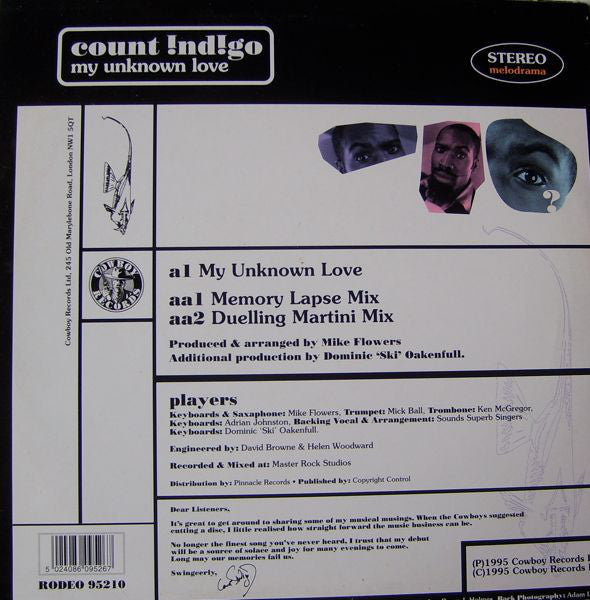 count !nd!go
my unknown love
STEREO
melodrama
Cowboy Records Ltd, 245 Old Marylebone Road, London NW1 5QT
?
COWBOY
RECORDS
a1 My Unknown Love
aa1 Memory Lapse Mix
aa2 Duelling Martini Mix
Produced & arranged by Mike Flowers
Additional production by Dominic 'Ski' Oakenfull.
players
Keyboards & Saxaphone: Mike Flowers, Trumpet: Mick Ball, Trombone: Ken McGregor,
Keyboards: Adrian Johnston, Backing Vocal & Arrangement: Sounds Superb Singers
Keyboards: Dominic 'Ski' Oakenfull.
Engineered by: David Browne & Helen Woodward
Recorded & Mixed at: Master Rock Studios
Distribution by: Pinnacle Records • Published by: Copyright Control
Dear Listeners,
It's great to get around to sharing some of my musical musings. When the Cowboys suggested
cutting a disc, I little realised how straight forward the music business can be.
No longer the finest song you've never heard, I trust that my debut
will be a source of solace and joy for many evenings to come.
Long may our memories fail us.
Swingeerly,
5 024086 095267
RODEO 95210
(P)1995 Cowboy Records
(C)1995 Cowboy Records
Holmes, Back Photography: Adam